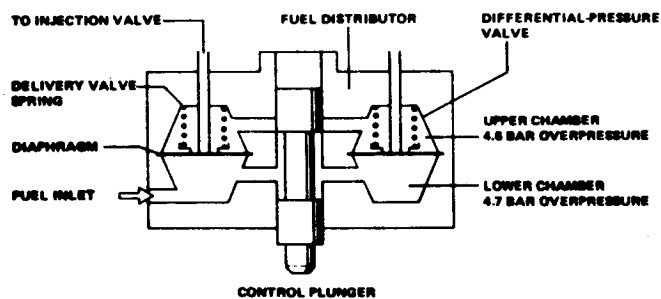 TO INJECTION VALVE
FUEL DISTRIBUTOR
DIFFERENTIAL-PRESSURE
VALVE
DELIVERY VALVE
SPRING
DIAPHRAGM
FUEL INLET
UPPER CHAMBER
4.6 BAR OVERPRESSURE
LOWER CHAMBER
4.7 BAR OVERPRESSURE
CONTROL PLUNGER